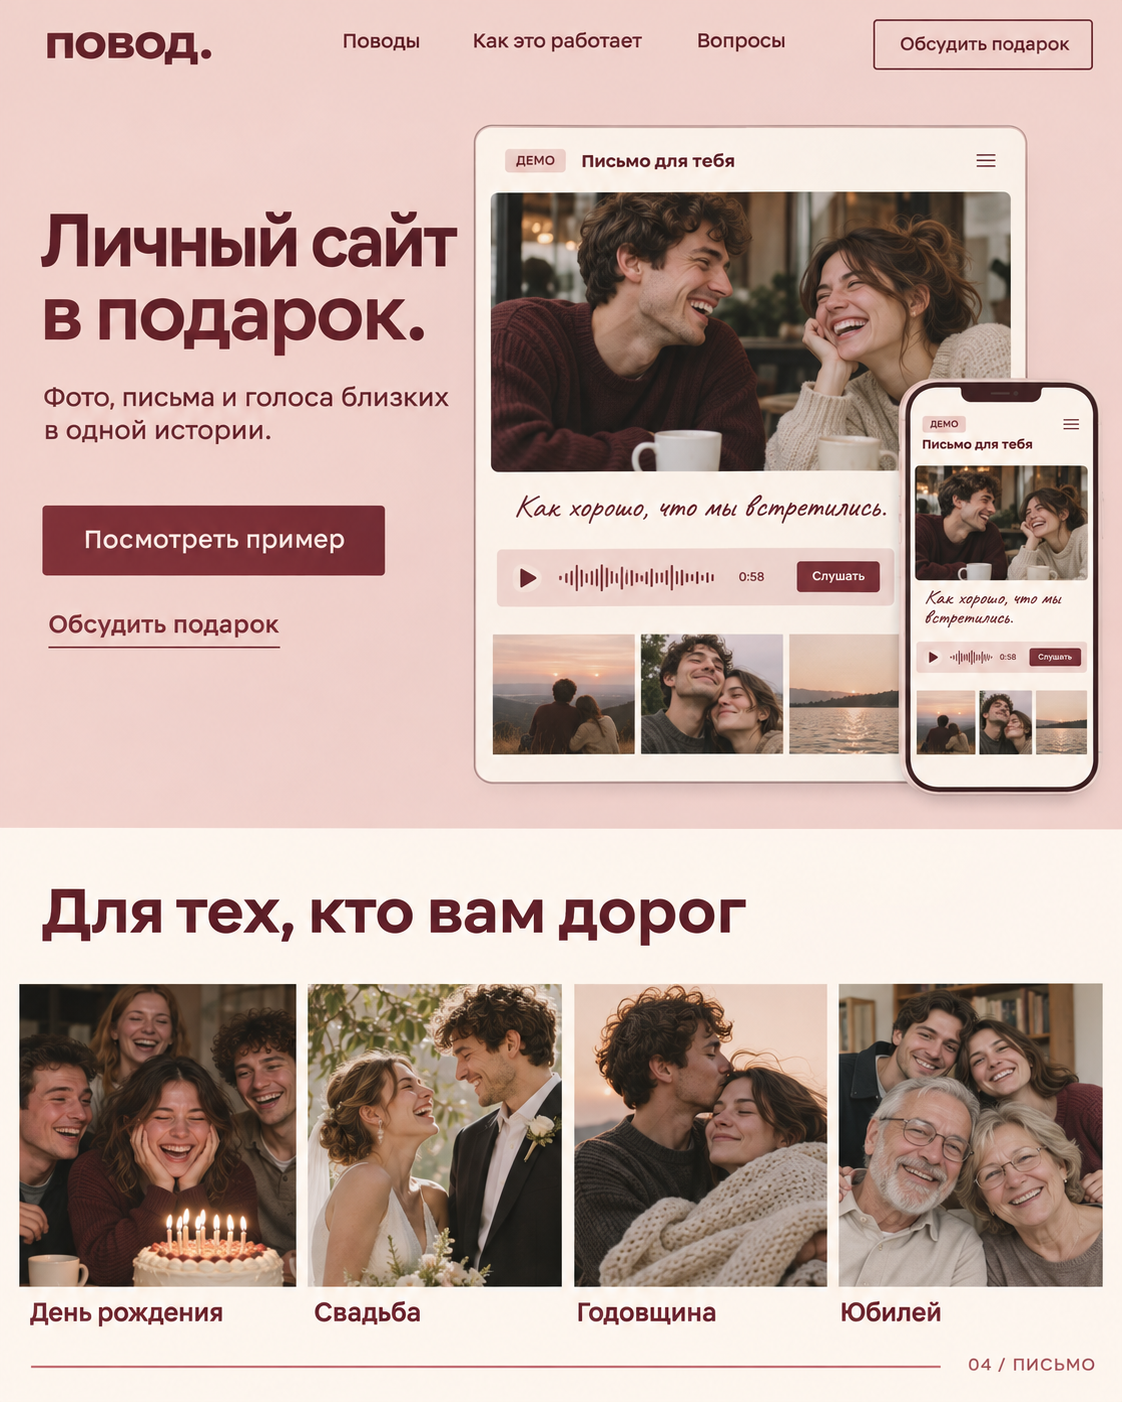 повод.
Поводы
Как это работает
Вопросы
Обсудить подарок
Личный сайт
в подарок.
Фото, письма и голоса близких
в одной истории.
Посмотреть пример
Обсудить подарок
ДЕМО
Письмо для тебя
Как хорошо, что мы встретились.
0:58
Слушать
ДЕМО
Письмо для тебя
Как хорошо, что мы
встретились.
0:58
Слушать
Для тех, кто вам дорог
День рождения
Свадьба
Годовщина
Юбилей
04 / ПИСЬМО